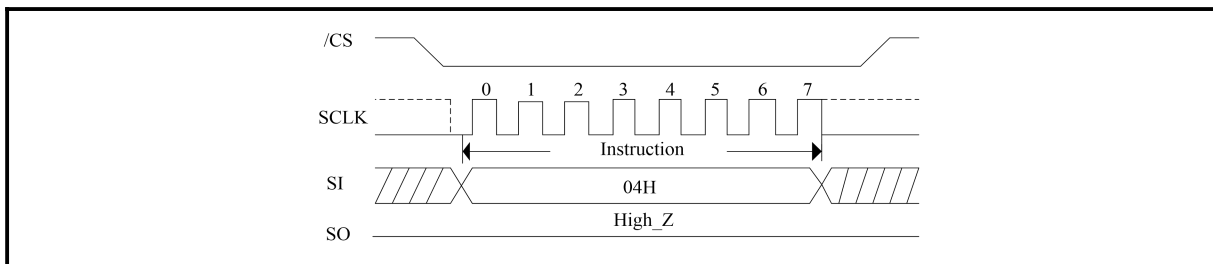 /CS
0 1 2 3 4 5 6 7
SCLK
Instruction
SI
04H
High_Z
SO